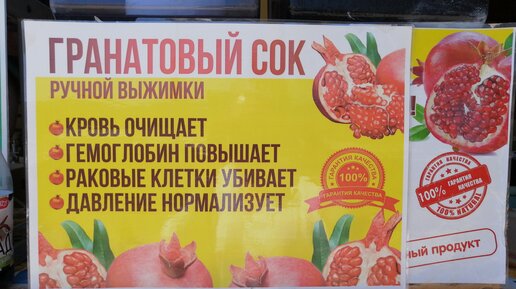 ГРАНАТОВЫЙ СОК
РУЧНОЙ ВЫЖИМКИ
КРОВЬ ОЧИЩАЕТ
ГЕМОГЛОБИН ПОВЫШАЕТ
РАКОВЫЕ КЛЕТКИ УБИВАЕТ
ДАВЛЕНИЕ НОРМАЛИЗУЕТ
ГАРАНТИЯ КАЧЕСТВА
100%
ГАРАНТИЯ КАЧЕСТВА
ГАРАНТИЯ КАЧЕСТВА
100% ГАРАНТИЯ КАЧЕСТВА
100% NATURAL
ный продукт